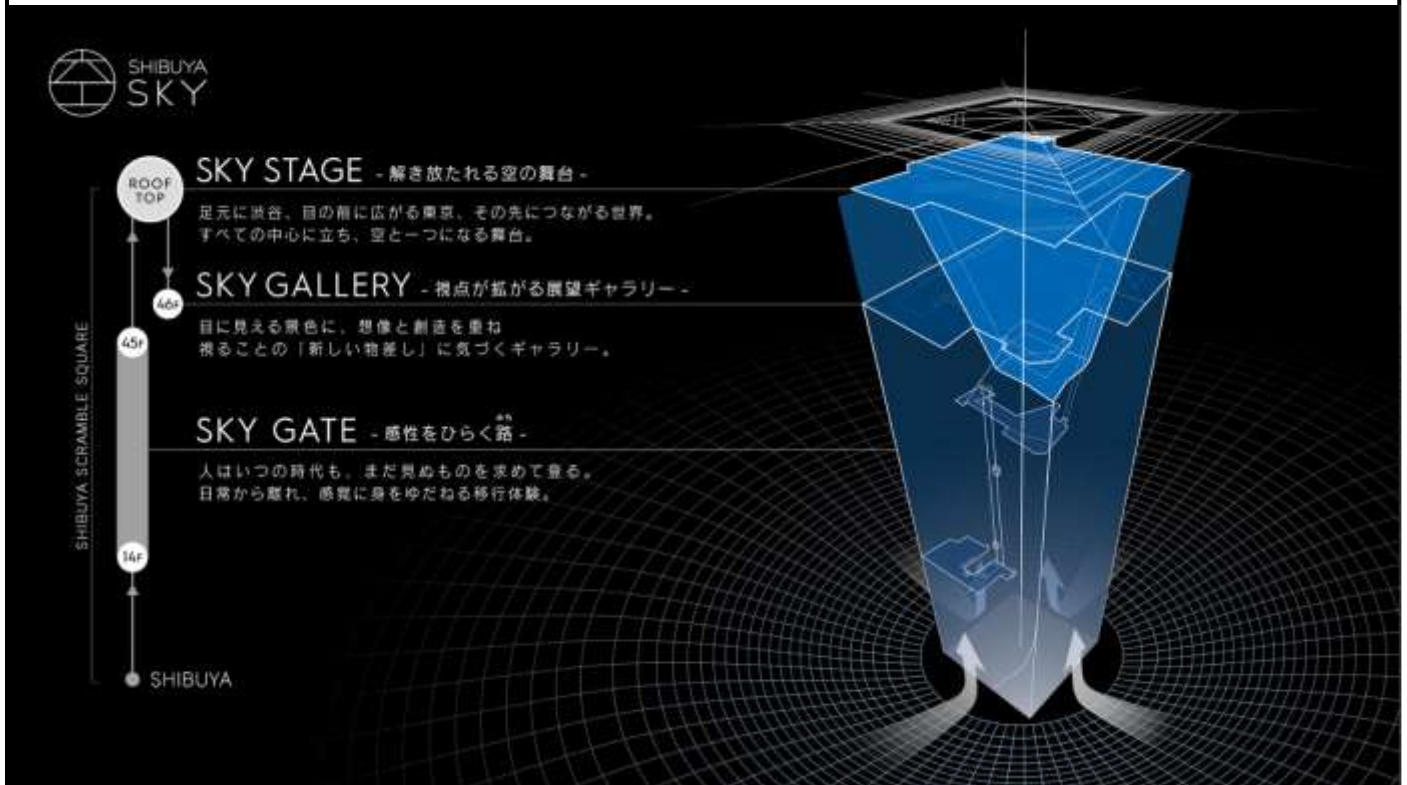 SHIBUYA
SKY
ROOF
TOP
SKY STAGE - 解き放たれる空の舞台 -
足元に渋谷、目の前に広がる東京、その先につながる世界。
すべての中心に立ち、空と一つになる舞台。
46F
SKY GALLERY - 視点が拡がる展望ギャラリー -
目に見える景色に、想像と創造を重ね
視ることの「新しい物差し」に気づくギャラリー。
45F
SHIBUYA SCRAMBLE SQUARE
SKY GATE - 感性をひらく路 -
人はいつの時代も、まだ見ぬものを求めて登る。
日常から離れ、感覚に身をゆだねる移行体験。
14F
SHIBUYA